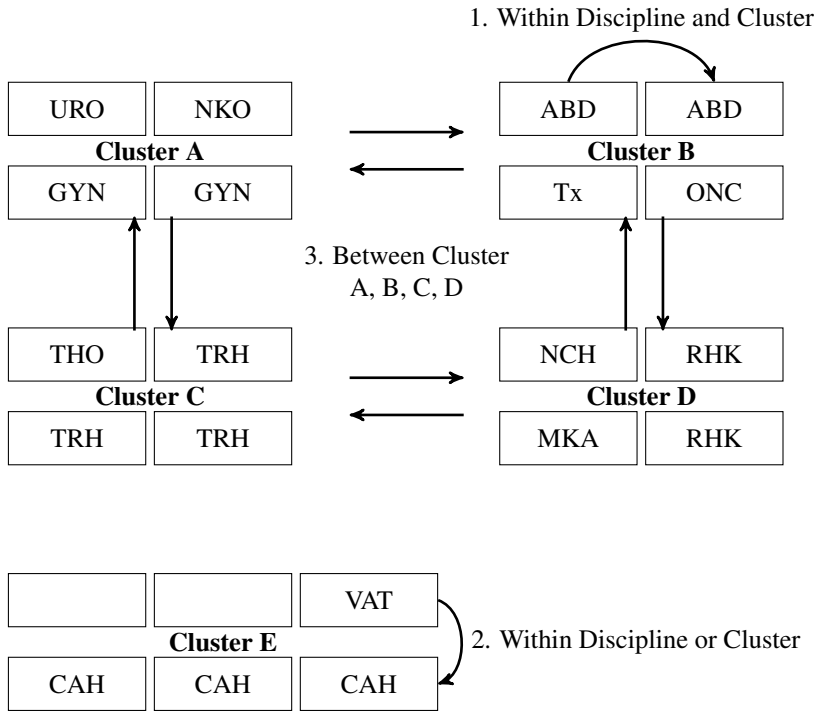 1. Within Discipline and Cluster
URO NKO ABD ABD
Cluster A Cluster B
GYN GYN Tx ONC
3. Between Cluster
A, B, C, D
THO TRH NCH RHK
Cluster C Cluster D
TRH TRH MKA RHK
VAT
Cluster E 2. Within Discipline or Cluster
CAH CAH CAH